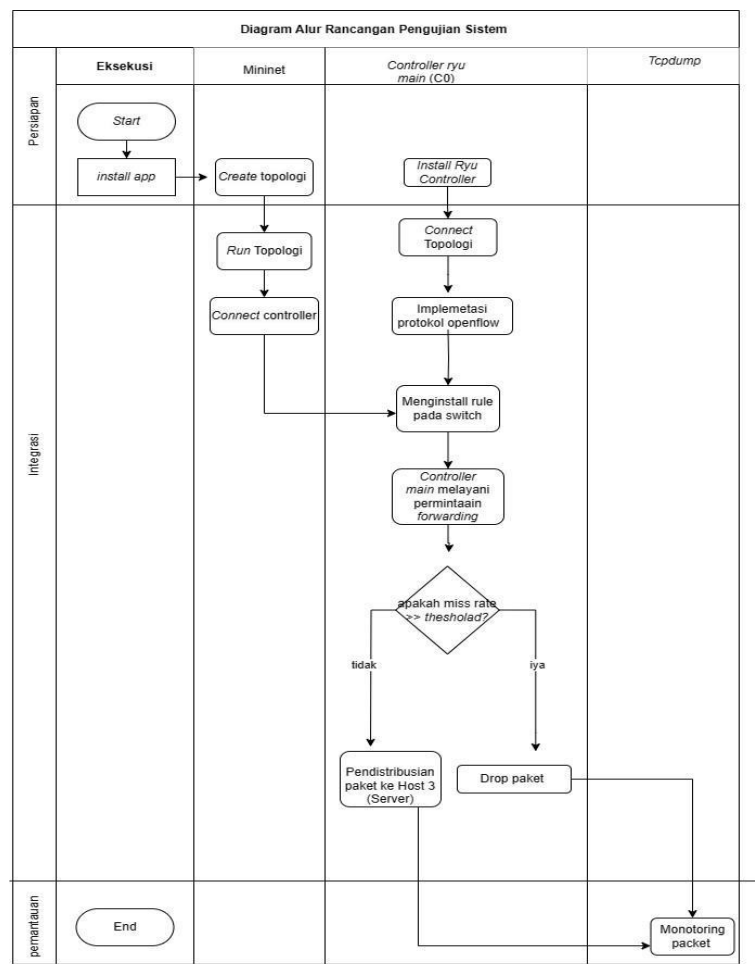 Diagram Alur Rancangan Pengujian Sistem
Eksekusi
Mininet
Controller ryu
main (C0)
Tcpdump
Persiapan
Start
install app
Create topologi
Install Ryu
Controller
Integrasi
Run Topologi
Connect
Topologi
Connect controller
Implemetasi
protokol openflow
Menginstall rule
pada switch
Controller
main melayani
permintaain
forwarding
apakah miss rate
>> thesholad?
tidak
iya
Pendistribusian
paket ke Host 3
(Server)
Drop paket
pemantauan
End
Monotoring
packet